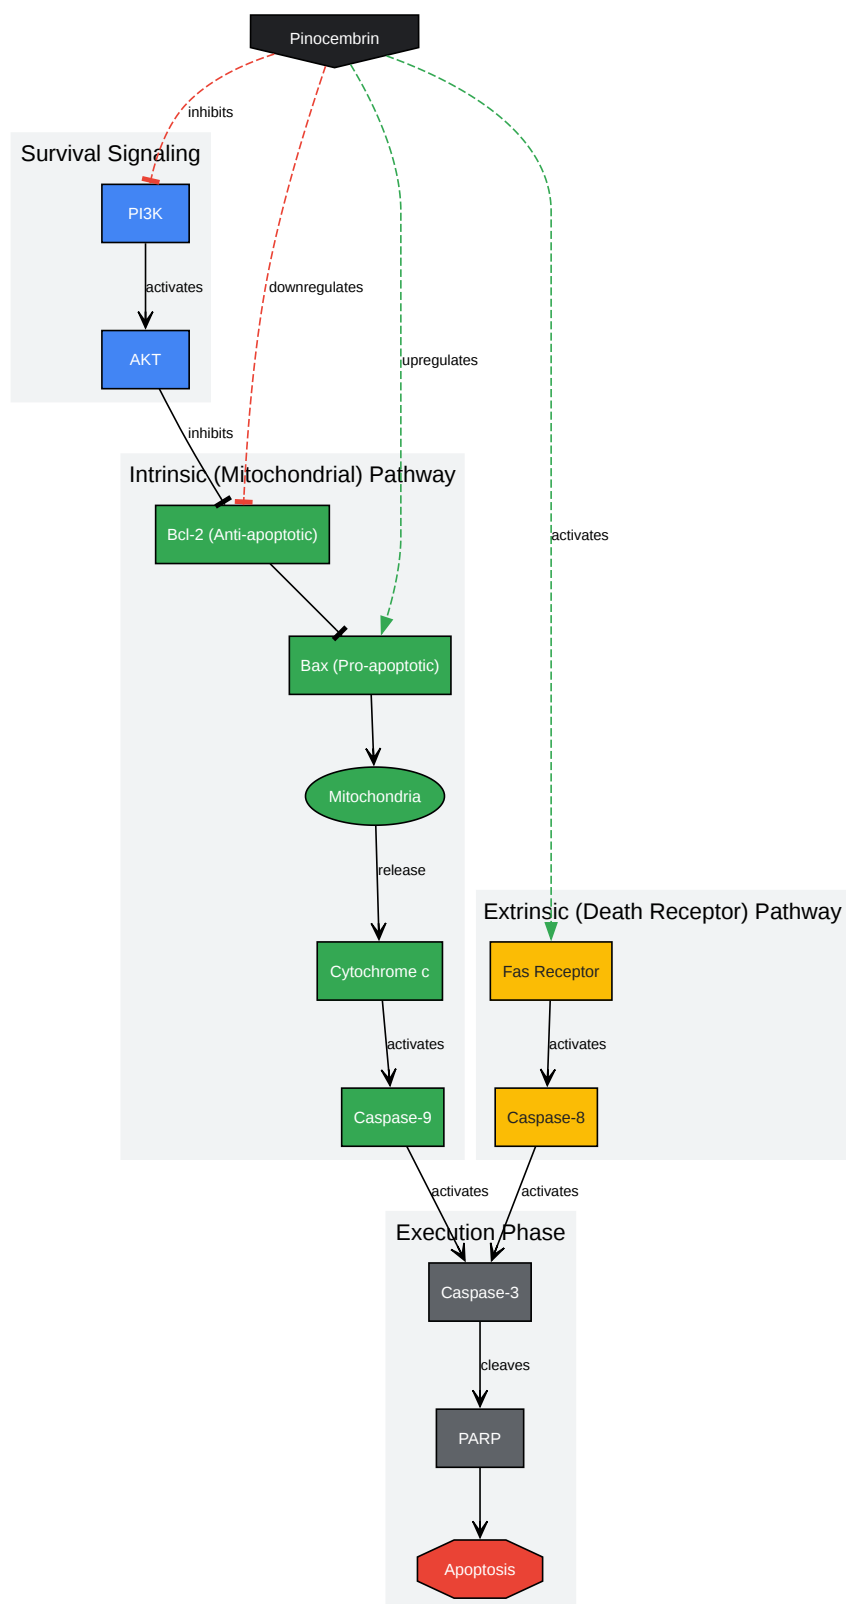 Pinocembrin
inhibits
Survival Signaling
PI3K
activates
downregulates
AKT
upregulates
inhibits
Intrinsic (Mitochondrial) Pathway
Bcl-2 (Anti-apoptotic)
activates
Bax (Pro-apoptotic)
Mitochondria
release
Extrinsic (Death Receptor) Pathway
Cytochrome c
Fas Receptor
activates
activates
Caspase-9
Caspase-8
activates
activates
Execution Phase
Caspase-3
cleaves
PARP
Apoptosis